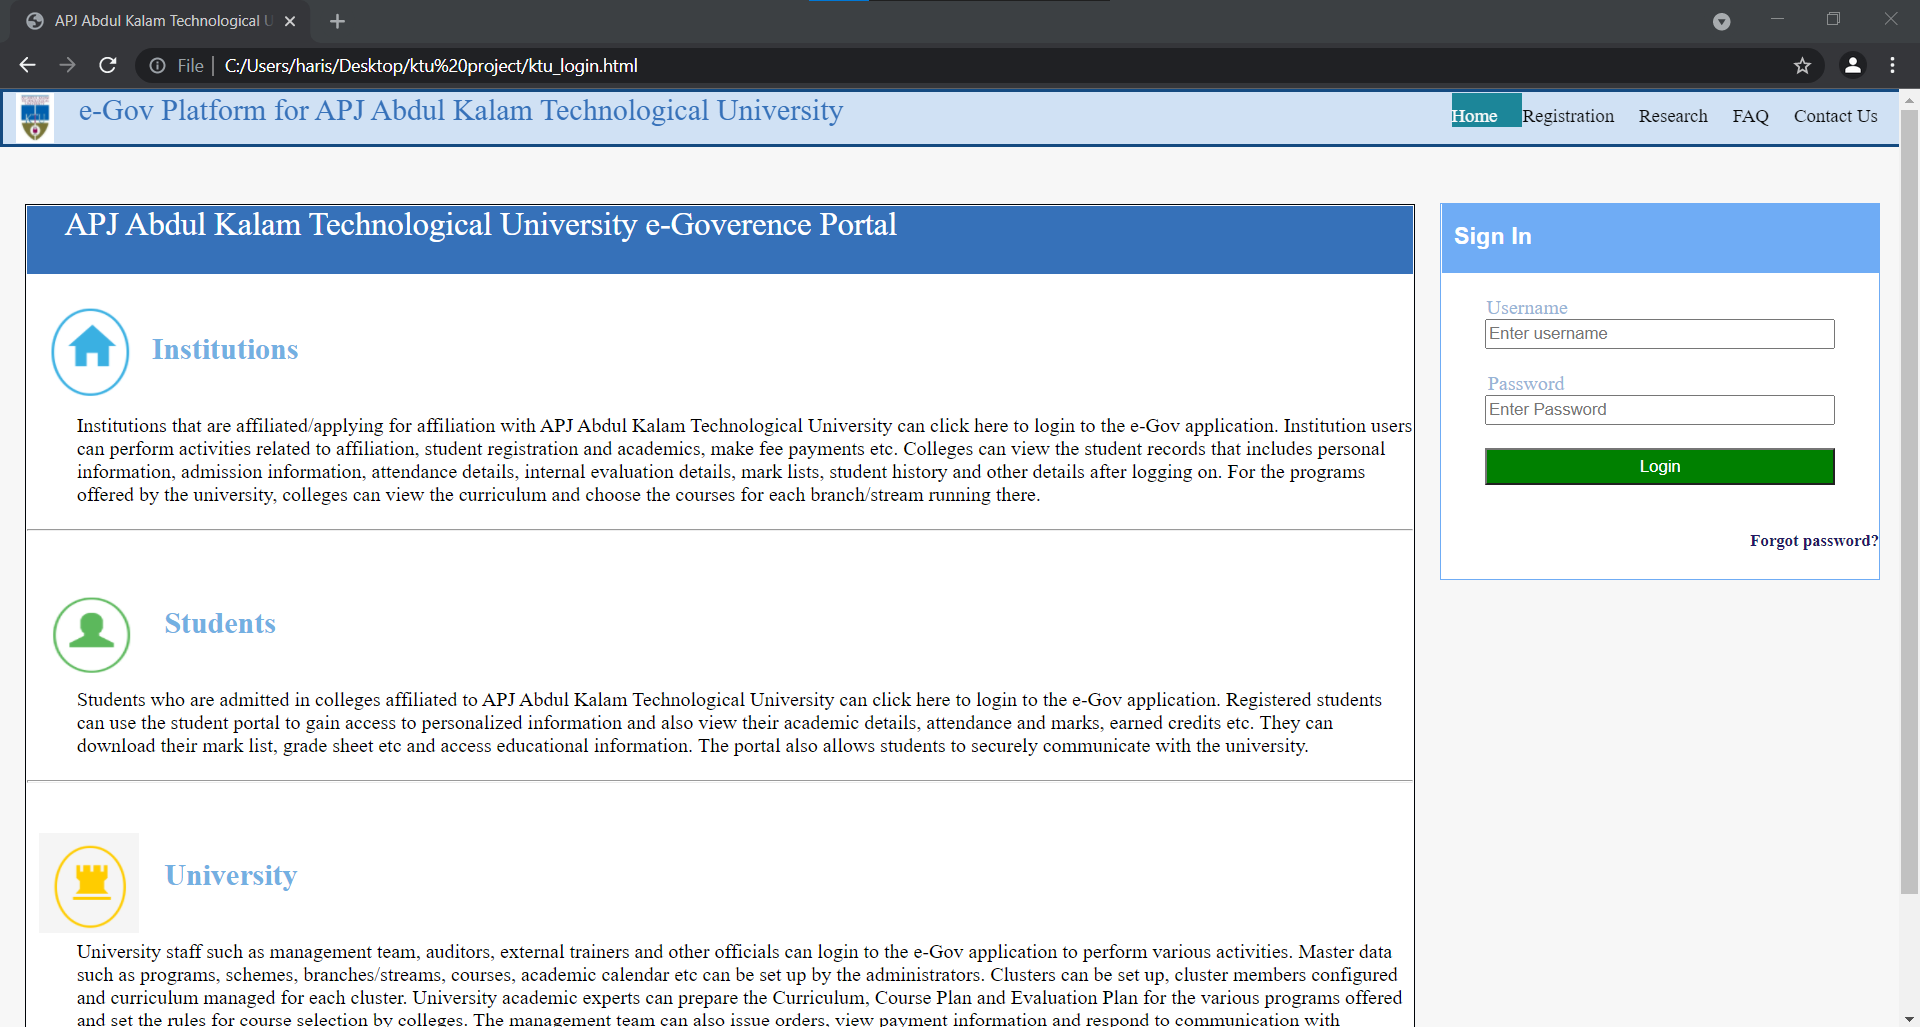 APJ Abdul Kalam Technological U
File
C:/Users/haris/Desktop/ktu%20project/ktu_login.html
e-Gov Platform for APJ Abdul Kalam Technological University
Home Registration Research FAQ Contact Us
APJ Abdul Kalam Technological University e-Goverence Portal
Institutions
Institutions that are affiliated/applying for affiliation with APJ Abdul Kalam Technological University can click here to login to the e-Gov application. Institution users
can perform activities related to affiliation, student registration and academics, make fee payments etc. Colleges can view the student records that includes personal
information, admission information, attendance details, internal evaluation details, mark lists, student history and other details after logging on. For the programs
offered by the university, colleges can view the curriculum and choose the courses for each branch/stream running there.
Students
Students who are admitted in colleges affiliated to APJ Abdul Kalam Technological University can click here to login to the e-Gov application. Registered students
can use the student portal to gain access to personalized information and also view their academic details, attendance and marks, earned credits etc. They can
download their mark list, grade sheet etc and access educational information. The portal also allows students to securely communicate with the university.
University
University staff such as management team, auditors, external trainers and other officials can login to the e-Gov application to perform various activities. Master data
such as programs, schemes, branches/streams, courses, academic calendar etc can be set up by the administrators. Clusters can be set up, cluster members configured
and curriculum managed for each cluster. University academic experts can prepare the Curriculum, Course Plan and Evaluation Plan for the various programs offered
and set the rules for course selection by colleges. The management team can also issue orders, view payment information and respond to communication with
Sign In
Username
Enter username
Password
Enter Password
Login
Forgot password?